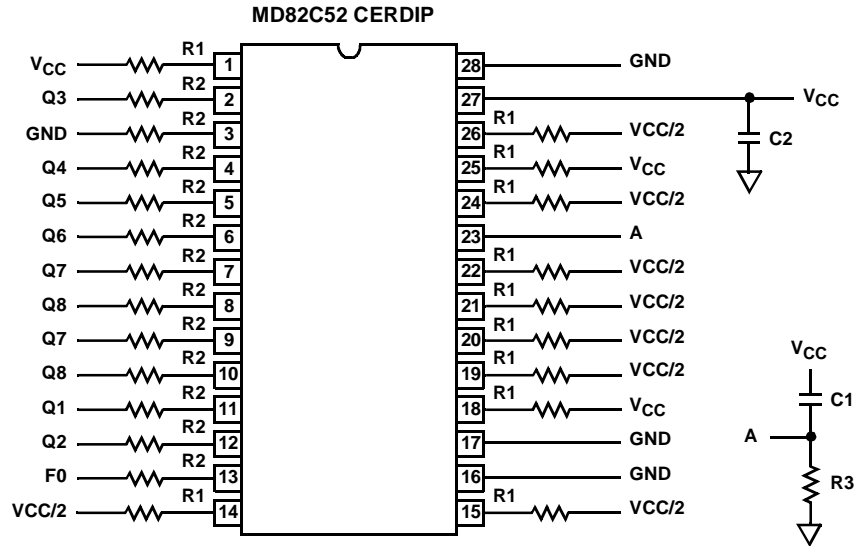 MD82C52 CERDIP
VCC R1 1
Q3 R2 2
GND R2 3
Q4 R2 4
Q5 R2 5
Q6 R2 6
Q7 R2 7
Q8 R2 8
Q7 R2 9
Q8 R2 10
Q1 R2 11
Q2 R2 12
F0 R2 13
VCC/2 R1 14
28 GND
27 VCC
C2
26 R1 VCC/2
25 R1 VCC
24 R1 VCC/2
23 A
22 R1 VCC/2
21 R1 VCC/2
20 R1 VCC/2
19 R1 VCC/2
18 R1 VCC
17 GND
16 GND
15 R1 VCC/2
VCC
C1
A
R3